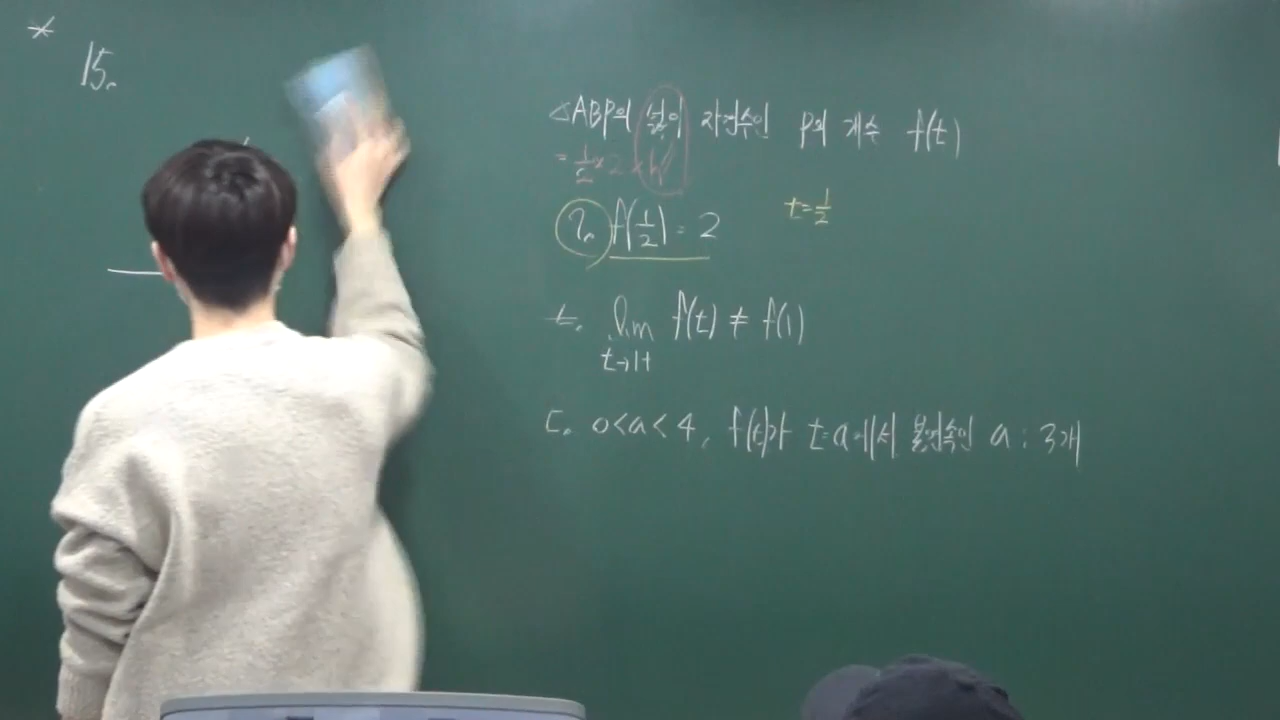 *
15.
△ABP의 넓이 자연수인 P의 개수 f(t)
= 1/2 × 2 × h
ㄱ. f(1/2) = 2
t = 1/2
ㄴ. lim t→1+ f(t) ≠ f(1)
ㄷ. 0<a<4, f(t)가 t=a에서 불연속인 a : 3개